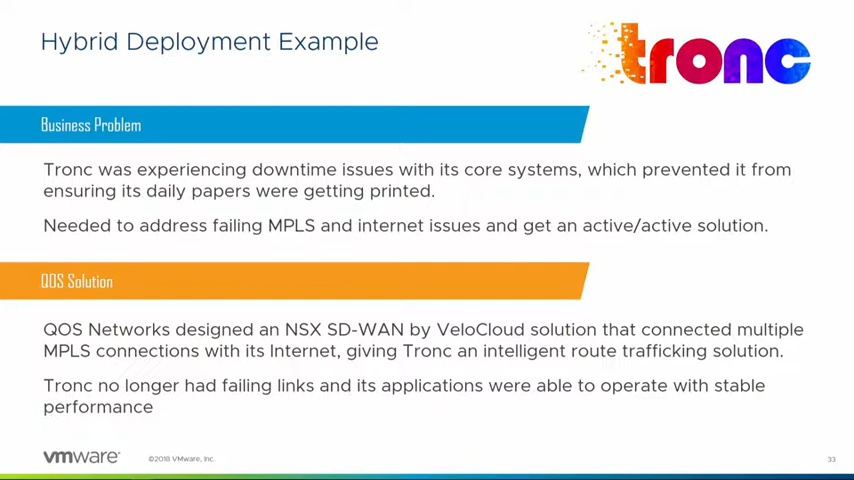 Hybrid Deployment Example
tronc
Business Problem
Tronc was experiencing downtime issues with its core systems, which prevented it from
ensuring its daily papers were getting printed.
Needed to address failing MPLS and internet issues and get an active/active solution.
QOS Solution
QOS Networks designed an NSX SD-WAN by VeloCloud solution that connected multiple
MPLS connections with its Internet, giving Tronc an intelligent route trafficking solution.
Tronc no longer had failing links and its applications were able to operate with stable
performance
vmware
©2018 VMware, Inc.
33